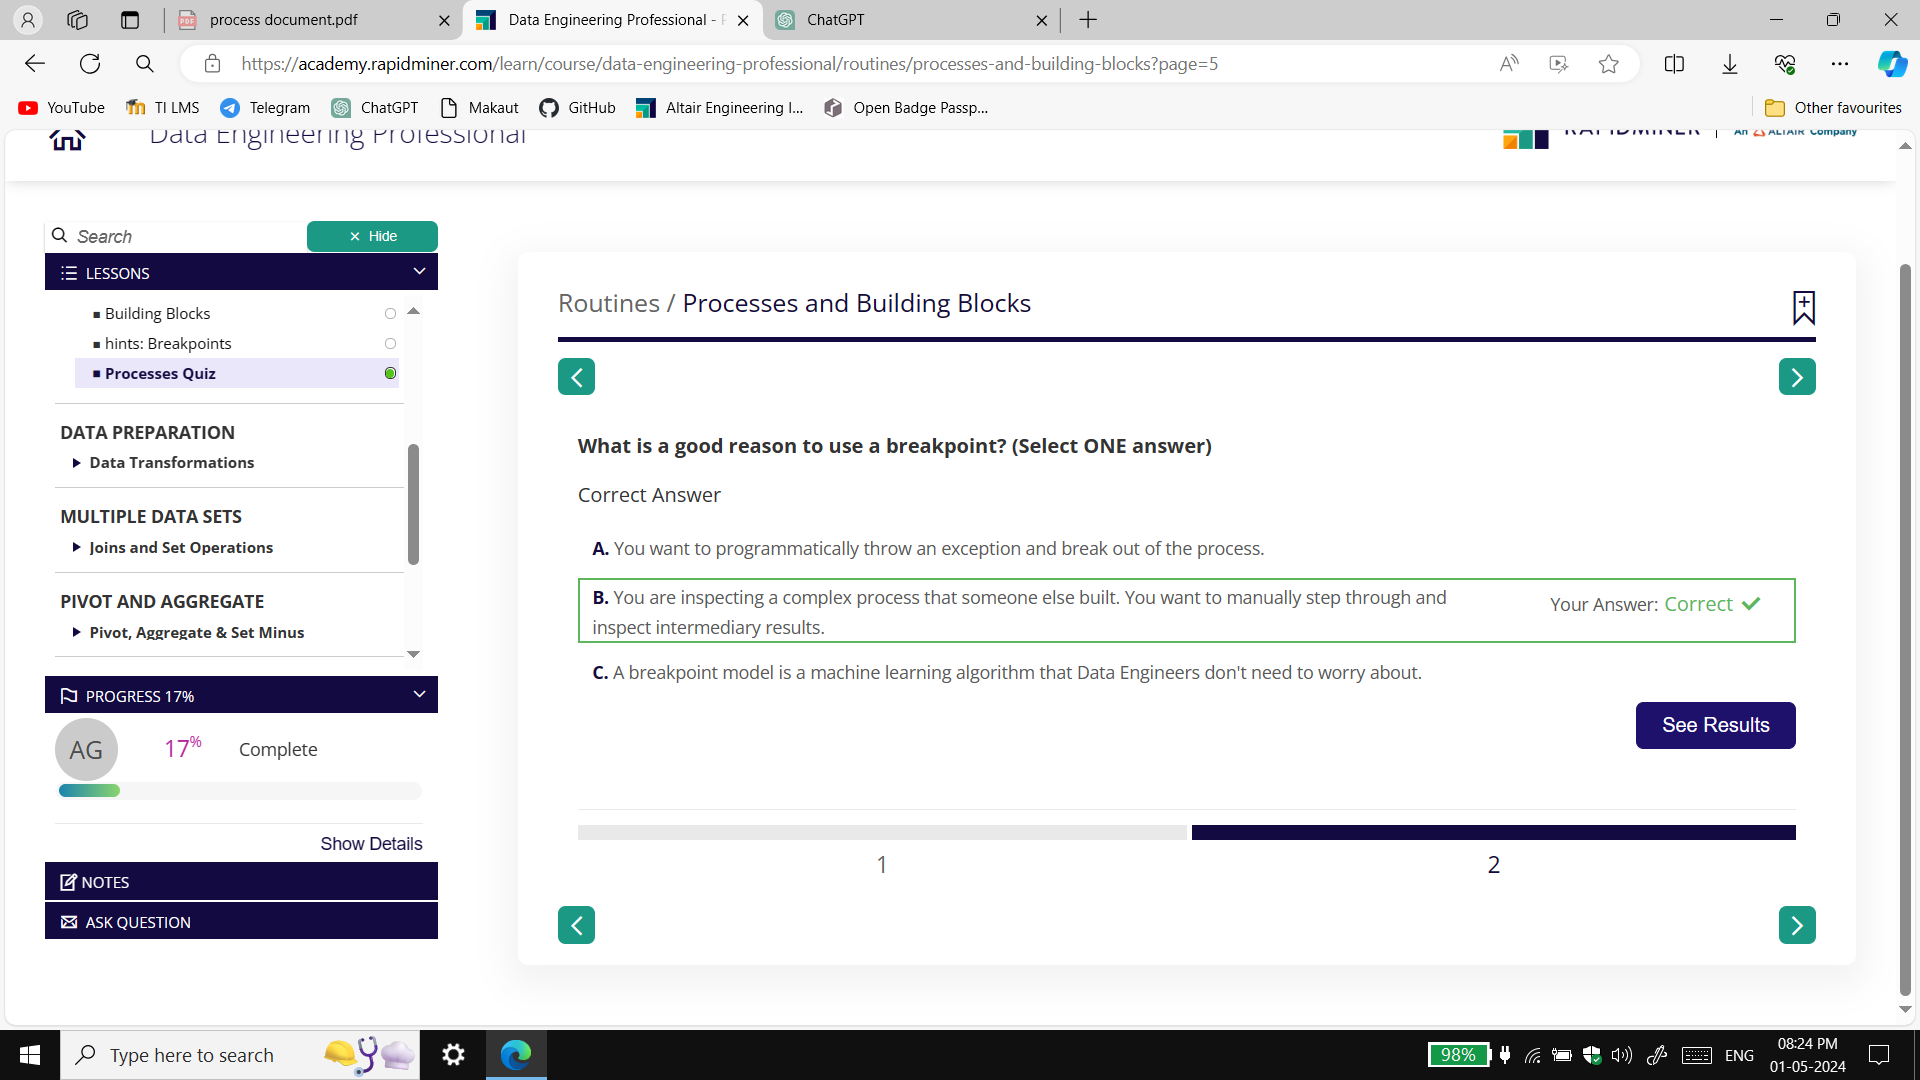 process document.pdf
Data Engineering Professional -
ChatGPT
https://academy.rapidminer.com/learn/course/data-engineering-professional/routines/processes-and-building-blocks?page=5
YouTube
TI LMS
Telegram
ChatGPT
Makaut
GitHub
Altair Engineering I...
Open Badge Passp...
Other favourites
Data Engineering Professional
RAPIDMINER
An ALTAIR Company
Search
× Hide
LESSONS
Building Blocks
hints: Breakpoints
Processes Quiz
DATA PREPARATION
Data Transformations
MULTIPLE DATA SETS
Joins and Set Operations
PIVOT AND AGGREGATE
Pivot, Aggregate & Set Minus
PROGRESS 17%
AG
17%
Complete
Show Details
NOTES
ASK QUESTION
Routines / Processes and Building Blocks
What is a good reason to use a breakpoint? (Select ONE answer)
Correct Answer
A. You want to programmatically throw an exception and break out of the process.
B. You are inspecting a complex process that someone else built. You want to manually step through and
inspect intermediary results.
Your Answer: Correct
C. A breakpoint model is a machine learning algorithm that Data Engineers don't need to worry about.
See Results
1
2
Type here to search
98%
ENG
08:24 PM
01-05-2024